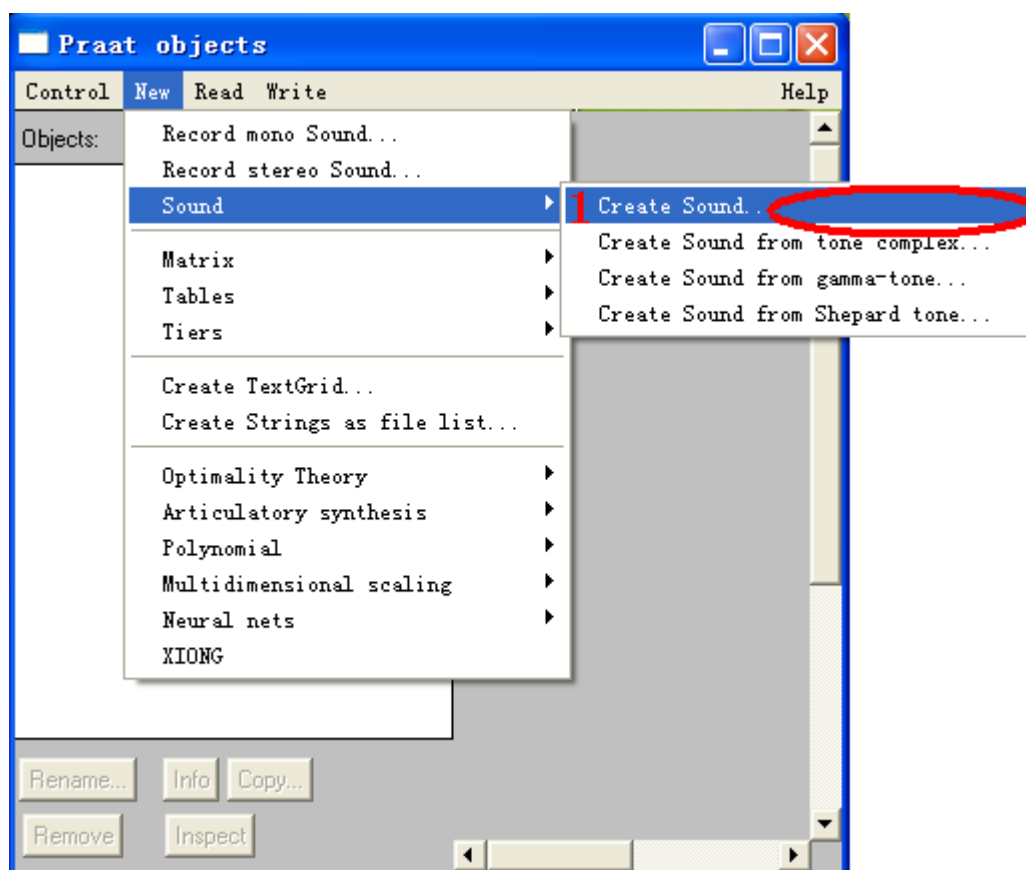 Praat objects
Control New Read Write Help
Objects:
Record mono Sound...
Record stereo Sound...
Sound
Matrix
Tables
Tiers
Create TextGrid...
Create Strings as file list...
Optimality Theory
Articulatory synthesis
Polynomial
Multidimensional scaling
Neural nets
XIONG
1 Create Sound..
Create Sound from tone complex...
Create Sound from gamma-tone...
Create Sound from Shepard tone...
Rename... Info Copy...
Remove Inspect